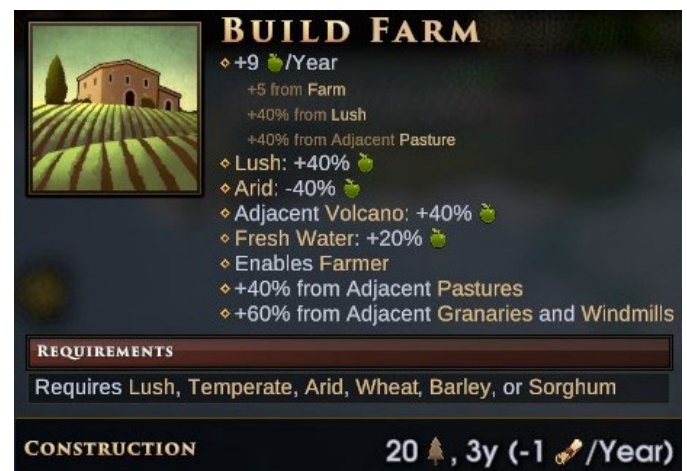 BUILD FARM
+9 /Year
+5 from Farm
+40% from Lush
+40% from Adjacent Pasture
Lush: +40%
Arid: -40%
Adjacent Volcano: +40%
Fresh Water: +20%
Enables Farmer
+40% from Adjacent Pastures
+60% from Adjacent Granaries and Windmills
REQUIREMENTS
Requires Lush, Temperate, Arid, Wheat, Barley, or Sorghum
CONSTRUCTION 20 , 3y (-1 /Year)